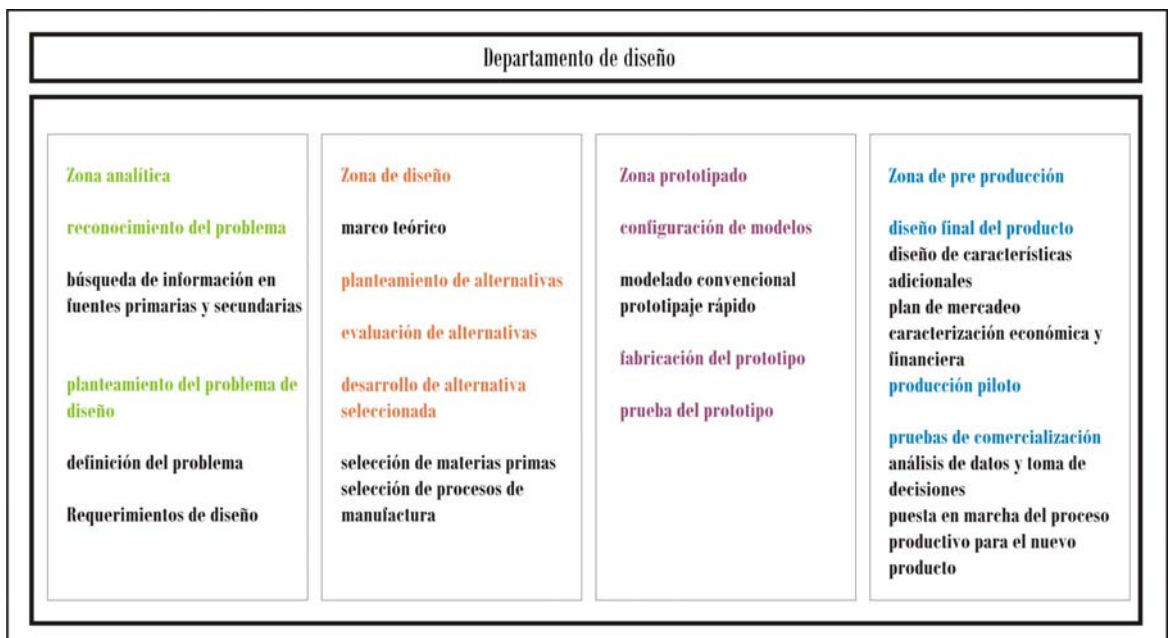 Departamento de diseño
Zona analítica
reconocimiento del problema
búsqueda de información en
fuentes primarias y secundarias
planteamiento del problema de
diseño
definición del problema
Requerimientos de diseño
Zona de diseño
marco teórico
planteamiento de alternativas
evaluación de alternativas
desarrollo de alternativa
seleccionada
selección de materias primas
selección de procesos de
manufactura
Zona prototipado
configuración de modelos
modelado convencional
prototipaje rápido
fabricación del prototipo
prueba del prototipo
Zona de pre producción
diseño final del producto
diseño de características
adicionales
plan de mercadeo
caracterización económica y
financiera
producción piloto
pruebas de comercialización
análisis de datos y toma de
decisiones
puesta en marcha del proceso
productivo para el nuevo
producto